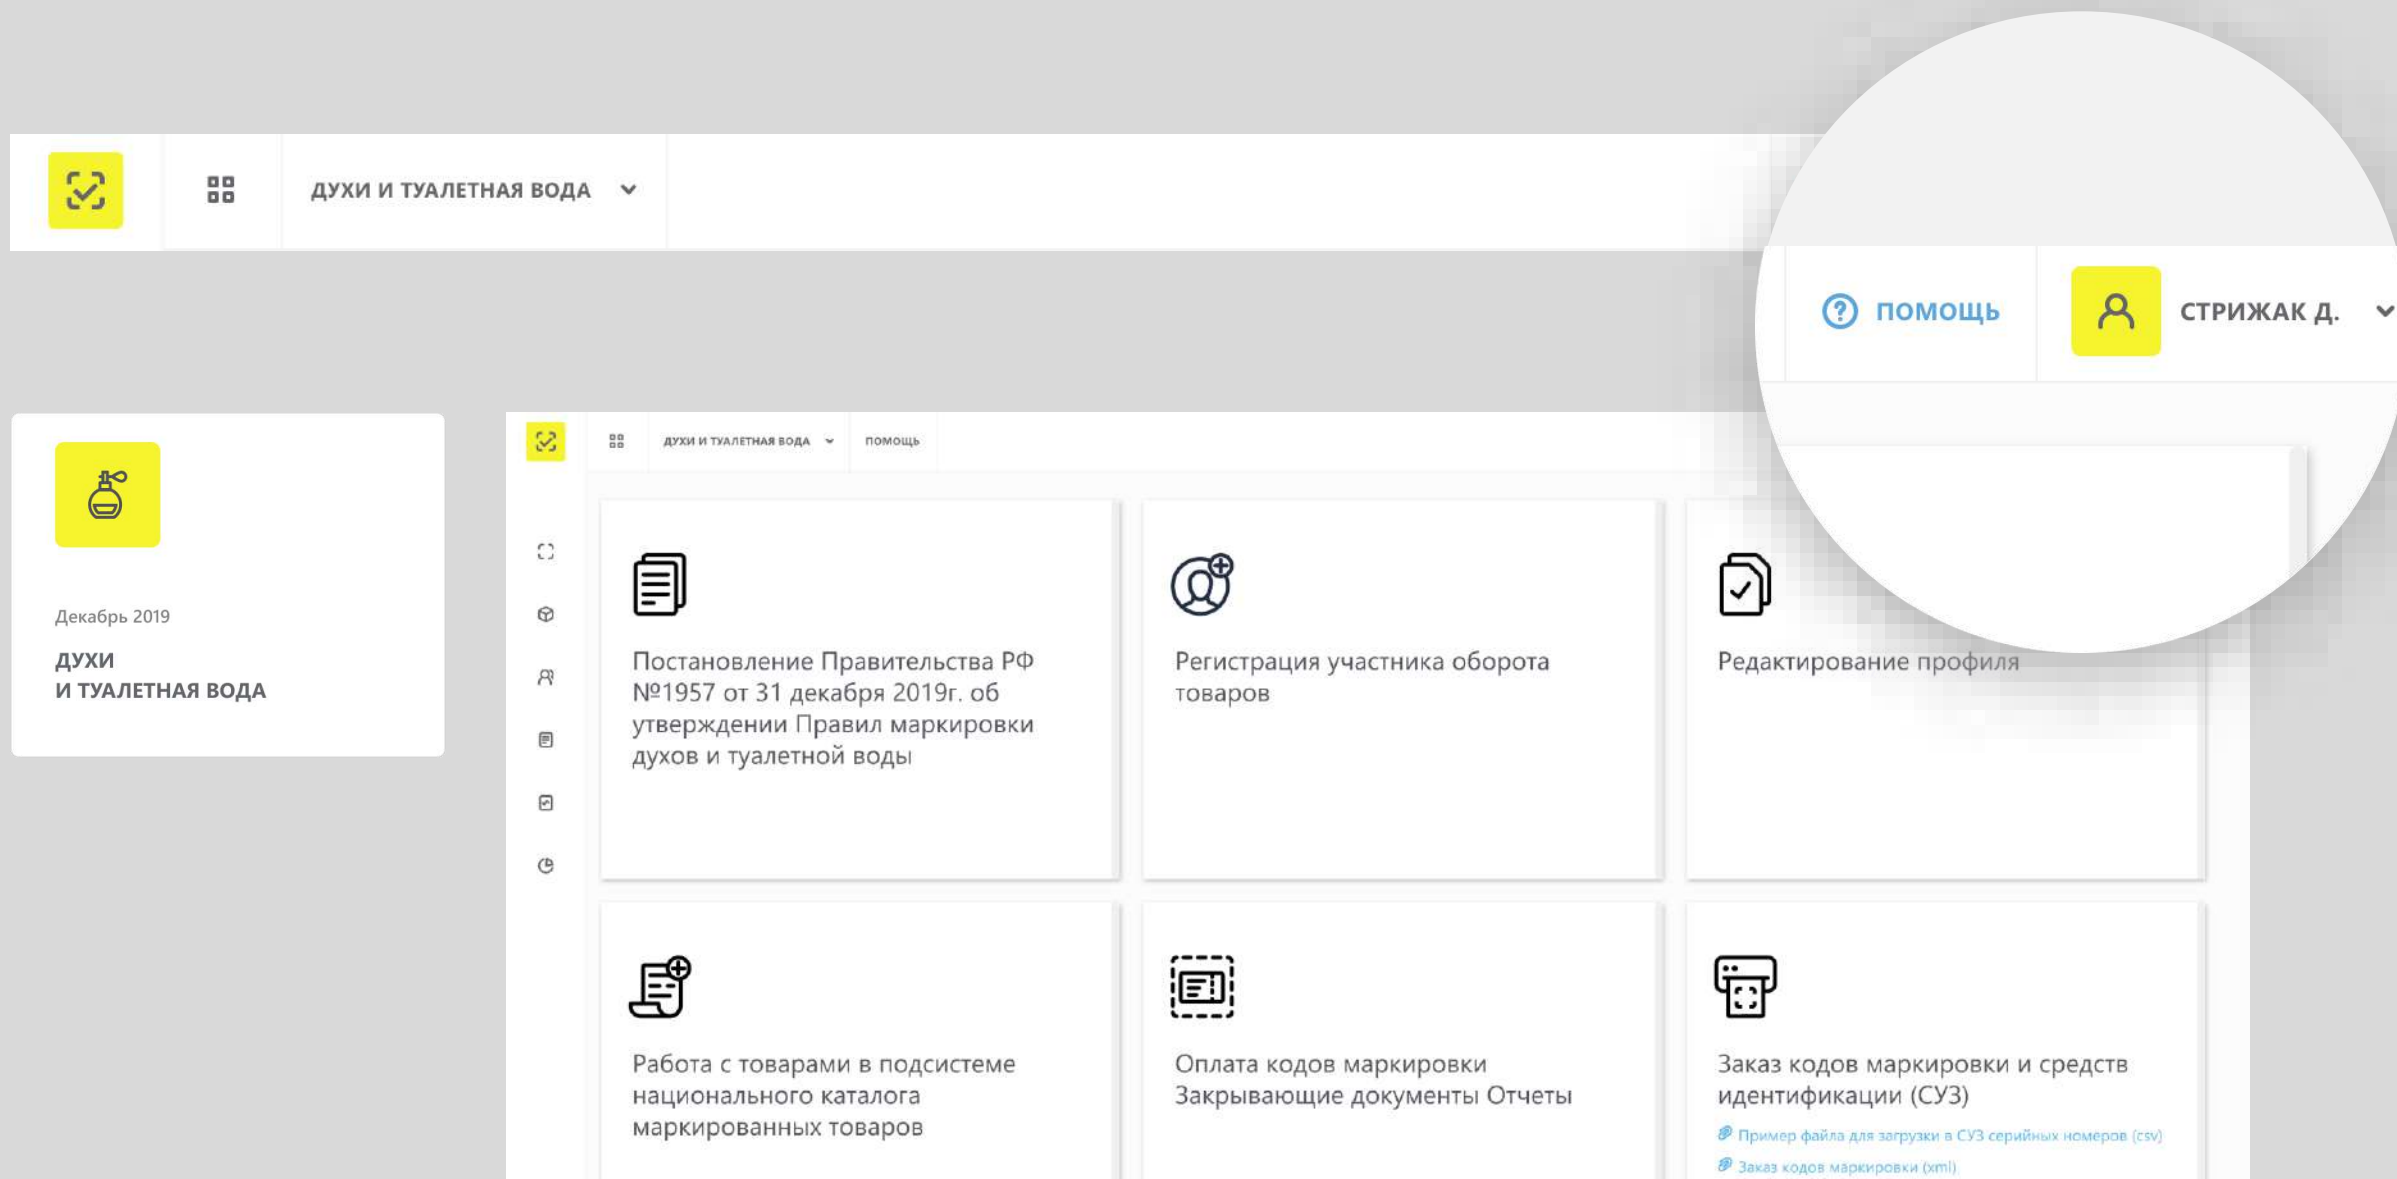 ДУХИ И ТУАЛЕТНАЯ ВОДА
ПОМОЩЬ
СТРИЖАК Д.
Декабрь 2019
ДУХИ
И ТУАЛЕТНАЯ ВОДА
ДУХИ И ТУАЛЕТНАЯ ВОДА
ПОМОЩЬ
Постановление Правительства РФ
№1957 от 31 декабря 2019г. об
утверждении Правил маркировки
духов и туалетной воды
Регистрация участника оборота
товаров
Редактирование профиля
Работа с товарами в подсистеме
национального каталога
маркированных товаров
Оплата кодов маркировки
Закрывающие документы Отчеты
Заказ кодов маркировки и средств
идентификации (СУЗ)
Пример файла для загрузки в СУЗ серийных номеров (csv)
Заказ кодов маркировки (xml)